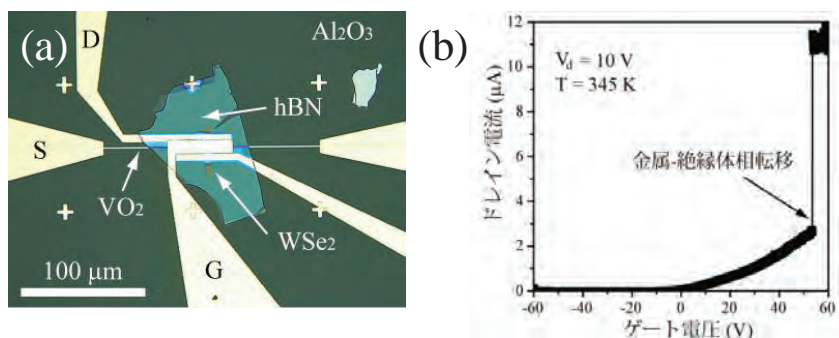 (a)
D
Al2O3
hBN
S
VO2
WSe2
100 μm
G
(b)
12
10
8
6
4
2
0
ドレイン電流 (μA)
Vd = 10 V
T = 345 K
金属-絶縁体相転移
-60 -40 -20 0 20 40 60
ゲート電圧 (V)